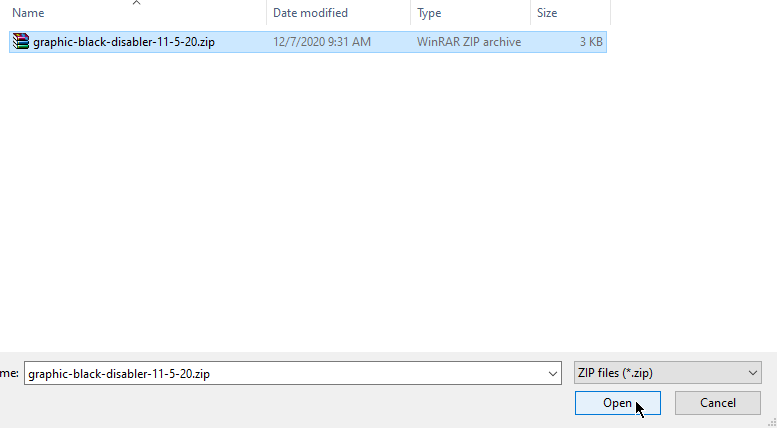 Name Date modified Type Size
graphic-black-disabler-11-5-20.zip 12/7/2020 9:31 AM WinRAR ZIP archive 3 KB
me: graphic-black-disabler-11-5-20.zip ZIP files (*.zip)
Open Cancel